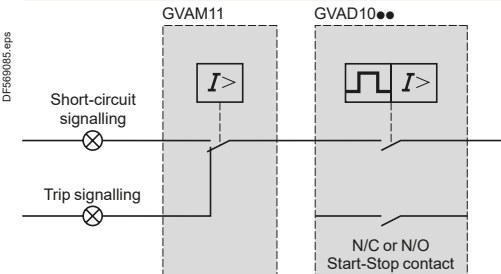 GVAM11
GVAD10●●
DF569085.eps
I>
I>
Short-circuit
signalling
Trip signalling
N/C or N/O
Start-Stop contact